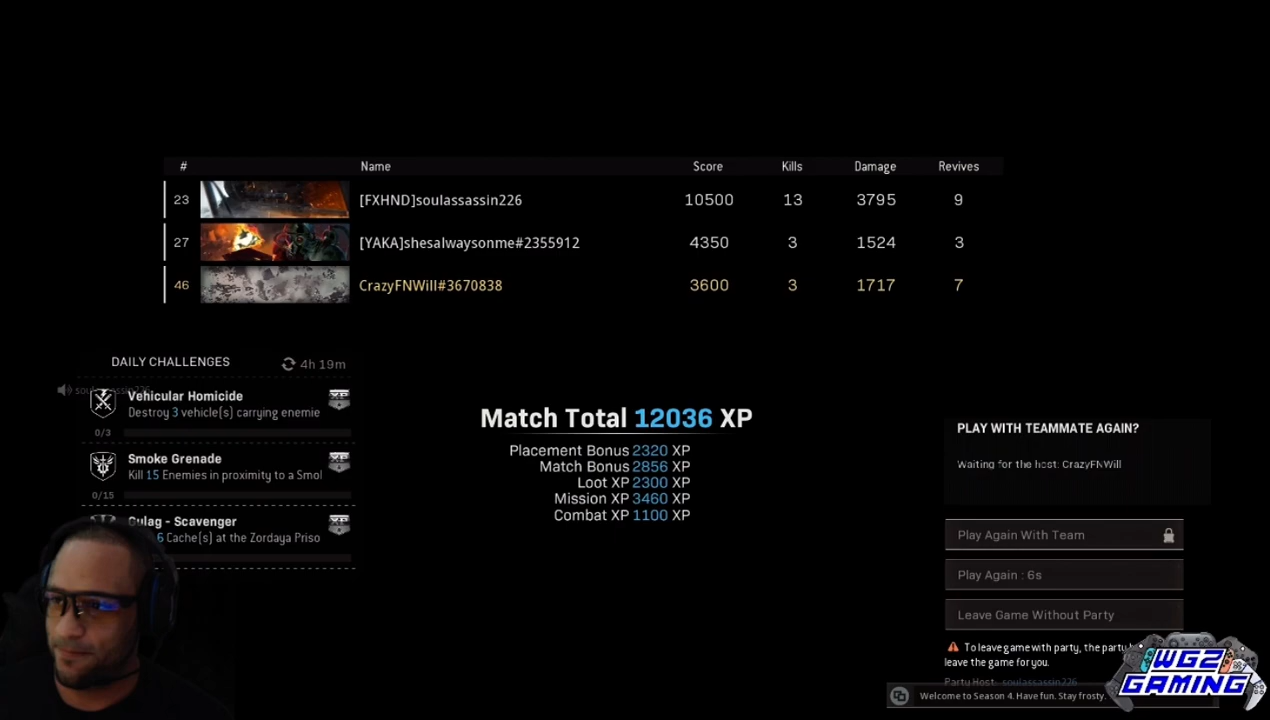 # Name Score Kills Damage Revives
23 [FXHND]soulassassin226 10500 13 3795 9
27 [YAKA]shesalwaysonme#2355912 4350 3 1524 3
46 CrazyFNWill#3670838 3600 3 1717 7
DAILY CHALLENGES 4h 19m
Vehicular Homicide
Destroy 3 vehicle(s) carrying enemie
0/3
Smoke Grenade
Kill 15 Enemies in proximity to a Smol
0/15
Gulag - Scavenger
6 Cache(s) at the Zordaya Priso
Match Total 12036 XP
Placement Bonus 2320 XP
Match Bonus 2856 XP
Loot XP 2300 XP
Mission XP 3460 XP
Combat XP 1100 XP
PLAY WITH TEAMMATE AGAIN?
Waiting for the host: CrazyFNWill
Play Again With Team
Play Again : 6s
Leave Game Without Party
To leave game with party, the party
leave the game for you.
Party Host: soulassassin226
Welcome to Season 4. Have fun. Stay frosty.
WG2
GAMING